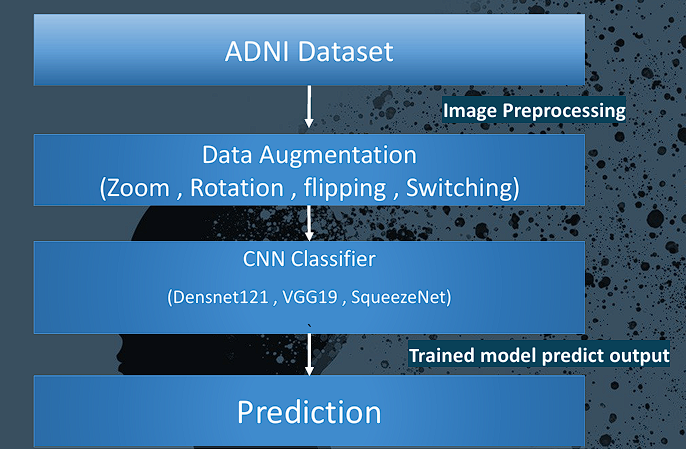 ADNI Dataset
Image Preprocessing
Data Augmentation
(Zoom , Rotation , flipping , Switching)
CNN Classifier
(Densnet121 , VGG19 , SqueezeNet)
Trained model predict output
Prediction